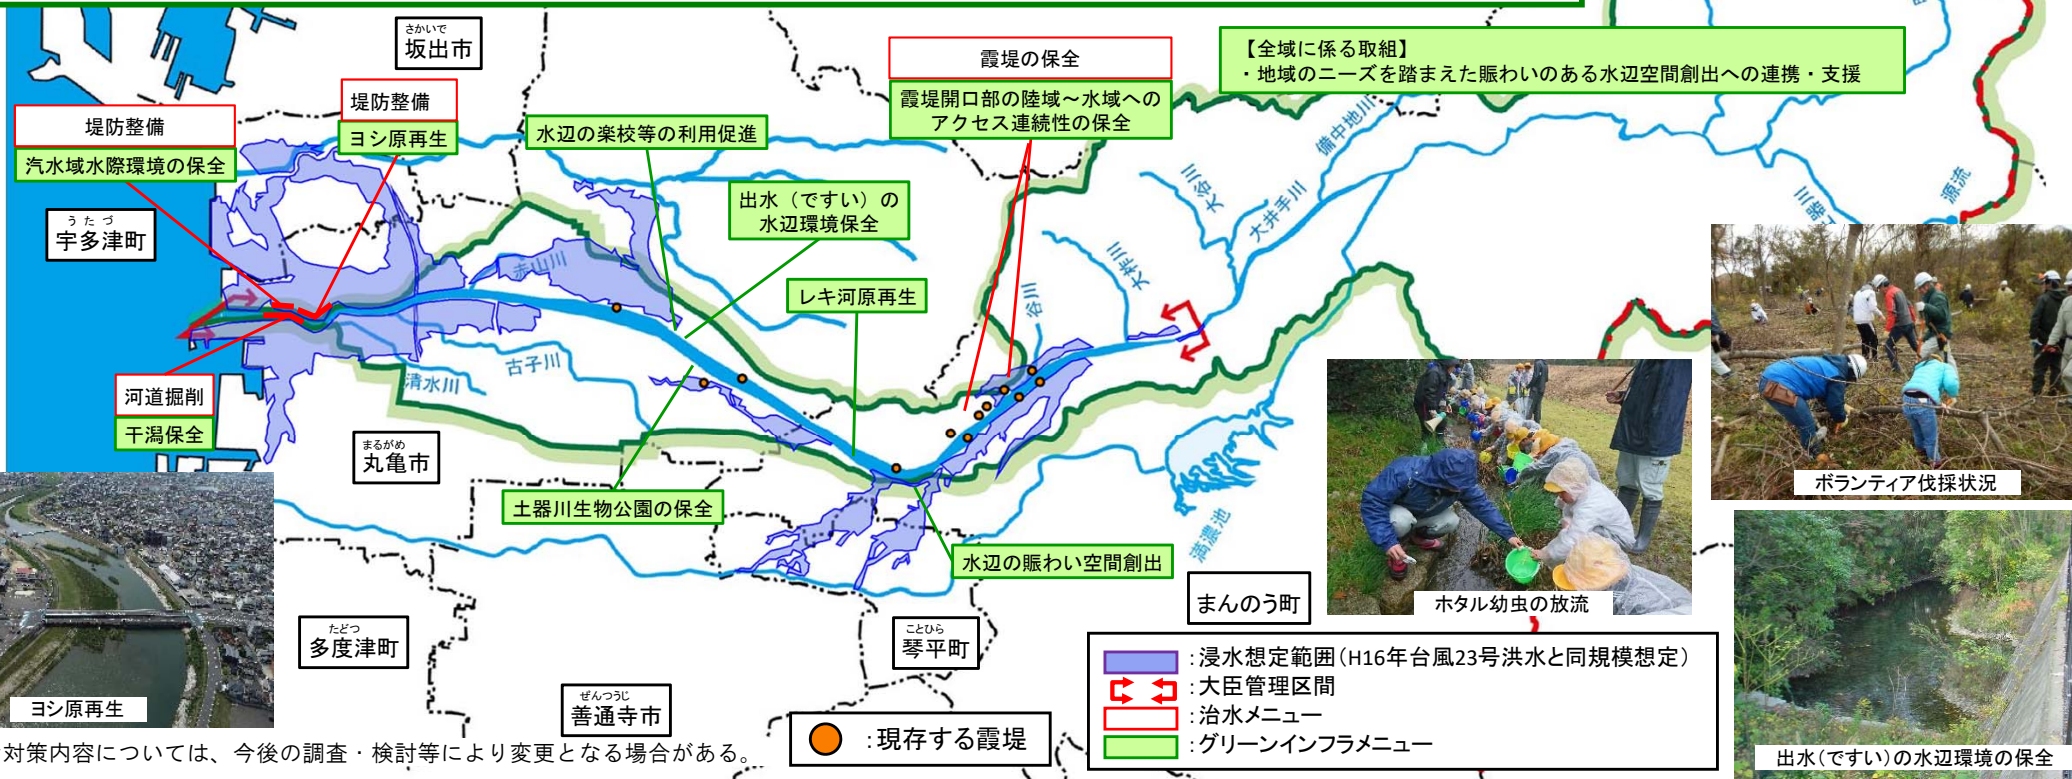 さかいで
坂出市
霞堤の保全
霞堤開口部の陸域～水域への
アクセス連続性の保全
【全域に係る取組】
・地域のニーズを踏まえた賑わいのある水辺空間創出への連携・支援
堤防整備
汽水域水際環境の保全
堤防整備
ヨシ原再生
水辺の楽校等の利用促進
出水（ですい）の
水辺環境保全
レキ河原再生
うたづ
宇多津町
備中地川
大谷川
大井手川
大柞川
谷川
源流
赤山川
古子川
清水川
河道掘削
干潟保全
まるがめ
丸亀市
土器川生物公園の保全
水辺の賑わい空間創出
満濃池
まんのう町
ボランティア伐採状況
ホタル幼虫の放流
たどつ
多度津町
ことひら
琴平町
ぜんつうじ
善通寺市
ヨシ原再生
：現存する霞堤
：浸水想定範囲（H16年台風23号洪水と同規模想定）
：大臣管理区間
：治水メニュー
：グリーンインフラメニュー
出水（ですい）の水辺環境の保全
対策内容については、今後の調査・検討等により変更となる場合がある。